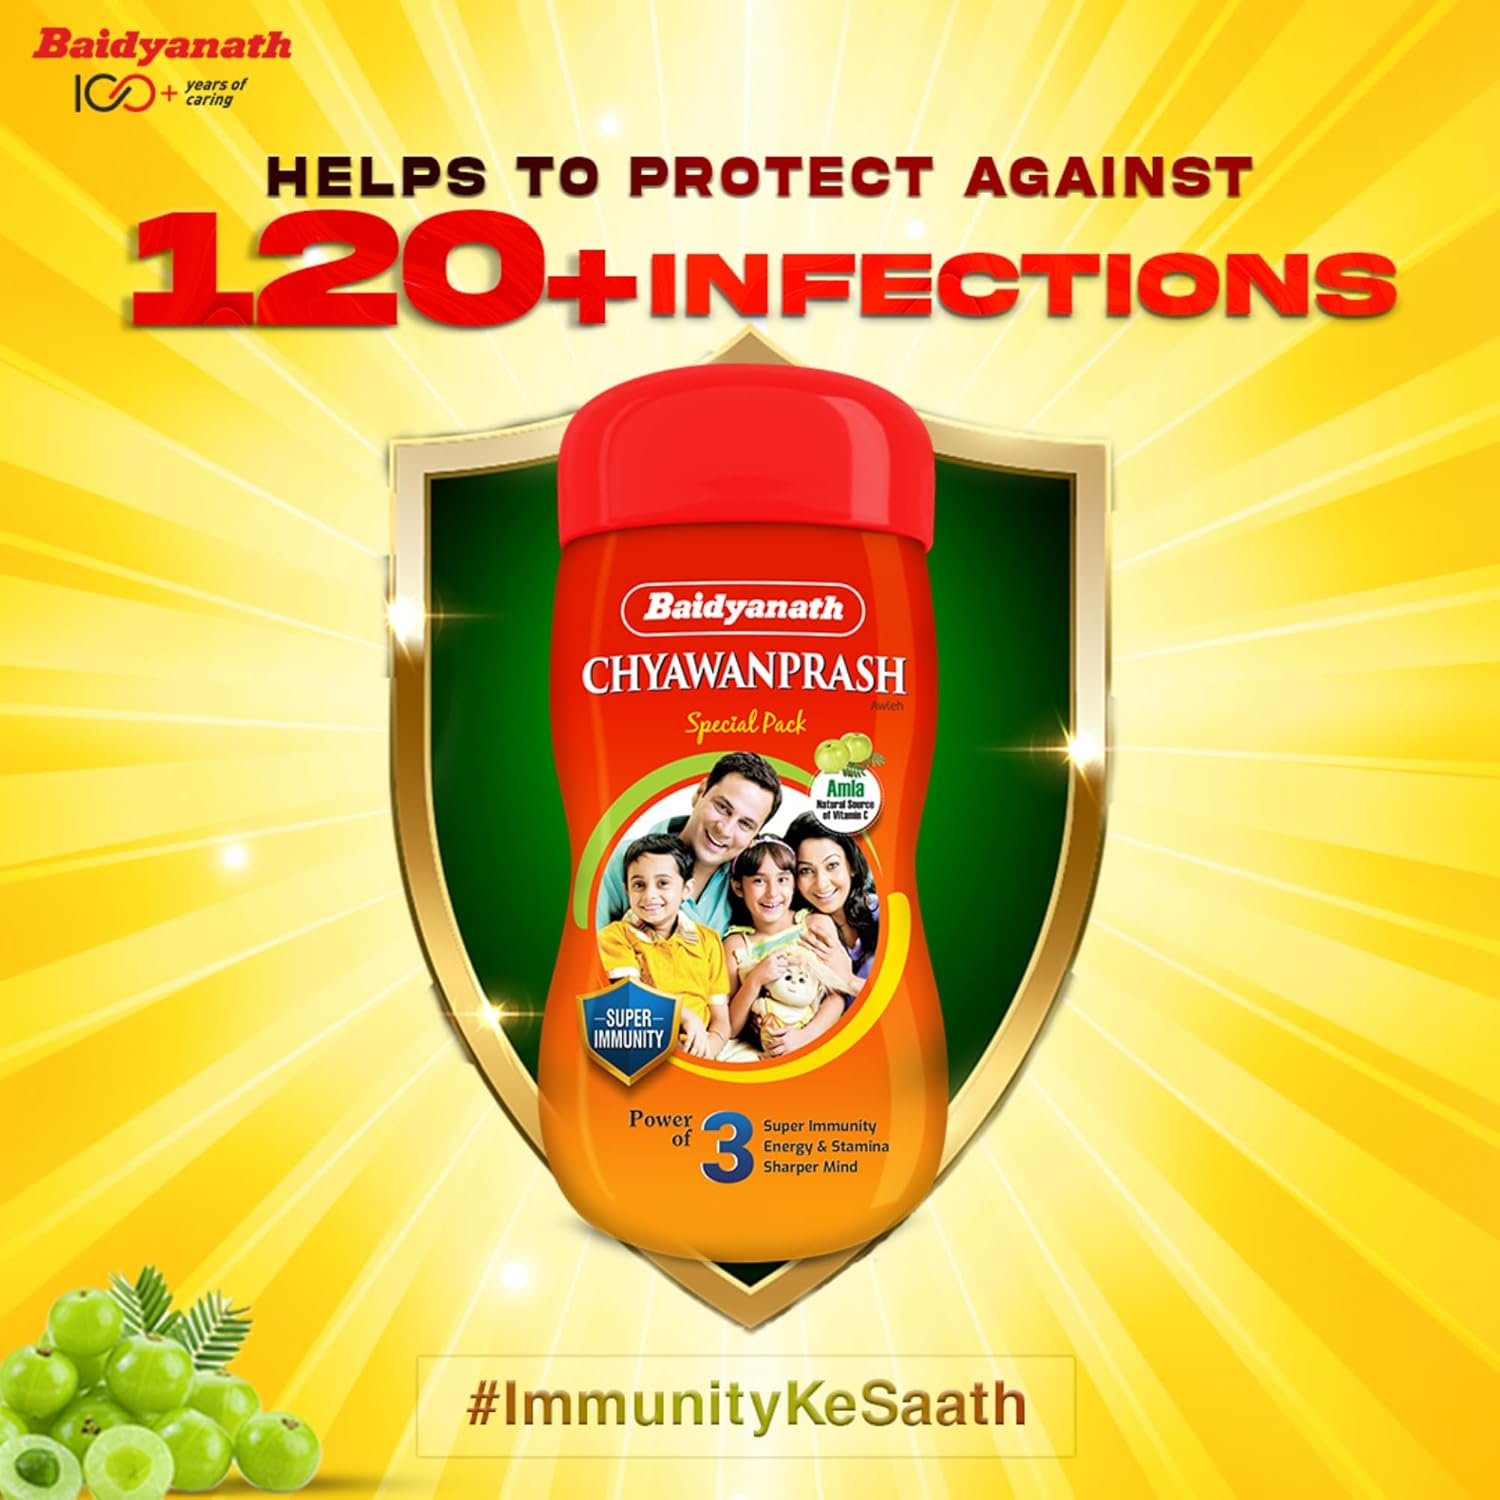 Baidyanath
100+ years of
caring
HELPS TO PROTECT AGAINST
120+ INFECTIONS
Baidyanath
CHYAWANPRASH
Awleh
Special Pack
Amla
Natural Source
of Vitamin C
SUPER
IMMUNITY
Power
of
3
Super Immunity
Energy & Stamina
Sharper Mind
#ImmunityKeSaath